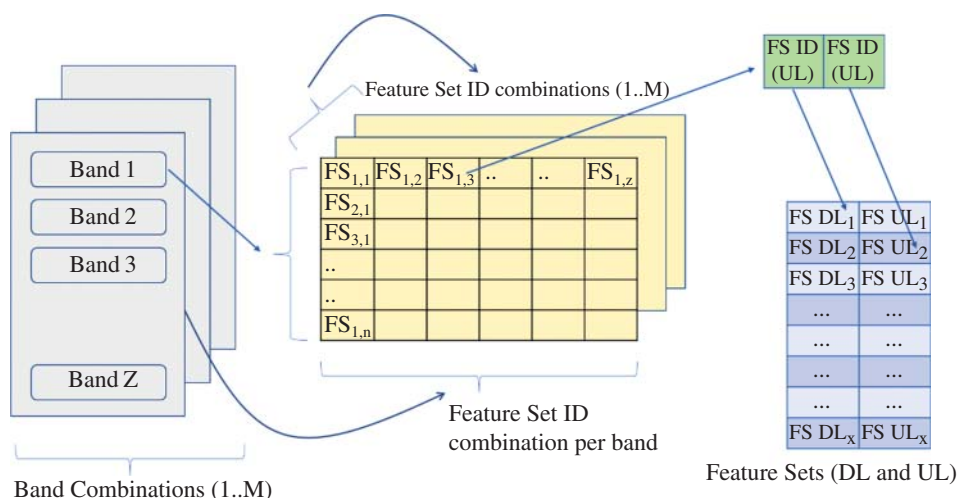 Feature Set ID combinations (1..M)
FS ID FS ID
(UL) (UL)
Band 1
Band 2
Band 3
Band Z
FS1,1 FS1,2 FS1,3 .. .. FS1,z
FS2,1
FS3,1
..
..
FS1,n
FS DL1 FS UL1
FS DL2 FS UL2
FS DL3 FS UL3
... ...
... ...
... ...
... ...
FS DLx FS ULx
Feature Set ID
combination per band
Band Combinations (1..M)
Feature Sets (DL and UL)